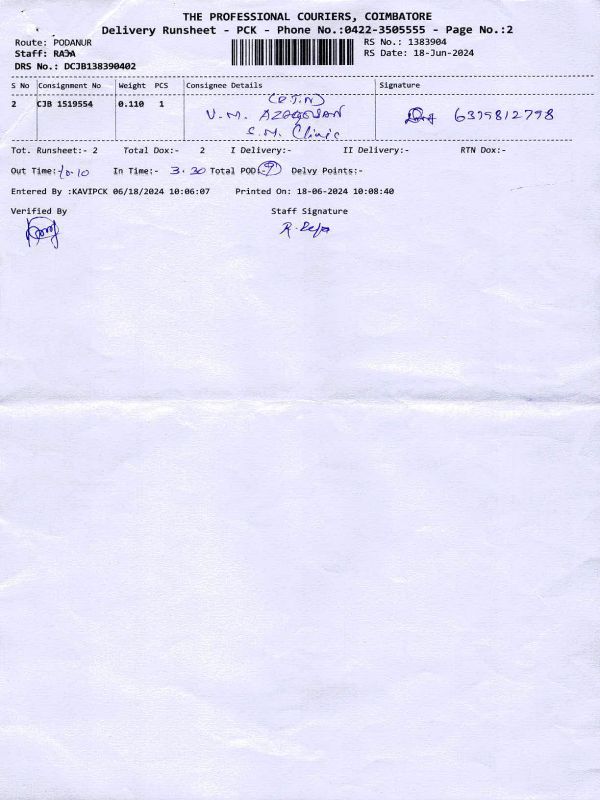 THE PROFESSIONAL COURIERS, COIMBATORE
Delivery Runsheet - PCK - Phone No.:0422-3505555 - Page No.:2
Route: PODANUR RS No.: 1383904
Staff: RAJA RS Date: 18-Jun-2024
DRS No.: DCJB138390402
S No Consignment No Weight PCS Consignee Details Signature
2 CJB 1519554 0.110 1 V.M. 6379812798
Clinic
Tot. Runsheet:- 2 Total Dox:- 2 I Delivery:- II Delivery:- RTN Dox:-
Out Time:- 10.10 In Time:- 3.30 Total POD:- 9 Delvy Points:-
Entered By :KAVIPCK 06/18/2024 10:06:07 Printed On: 18-06-2024 10:08:40
Verified By Staff Signature